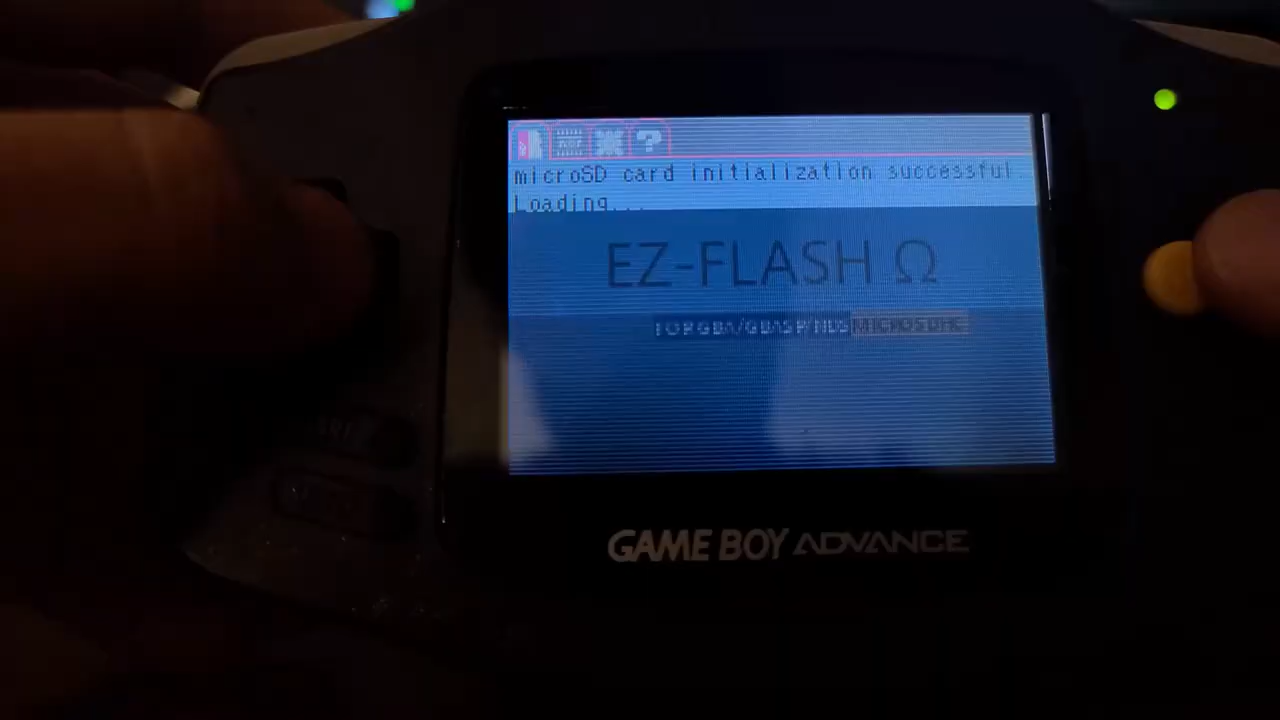 microSD card initialization successful
Loading...
EZ-FLASH Ω
FOR GBA/GBASP/NDS
GAME BOY ADVANCE